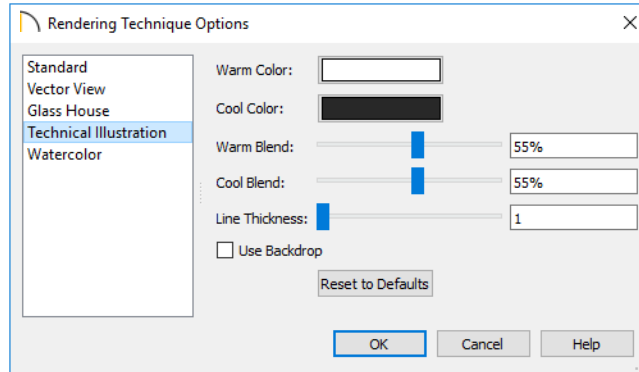 Rendering Technique Options
Standard
Vector View
Glass House
Technical Illustration
Watercolor
Warm Color:
Cool Color:
Warm Blend: 55%
Cool Blend: 55%
Line Thickness: 1
Use Backdrop
Reset to Defaults
OK Cancel Help